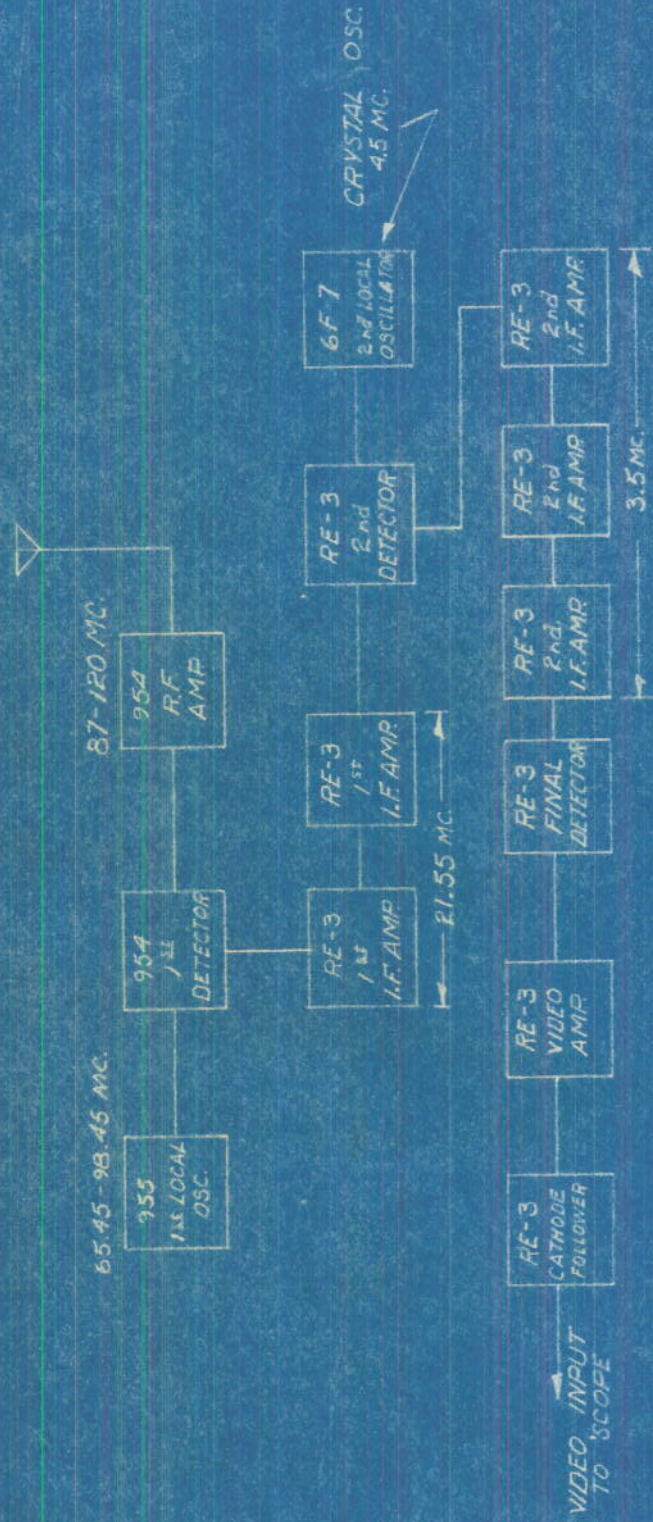 87-120 MC.
954
R.F
AMP.
65.45-98.45 MC.
954
1st
DETECTOR
955
1st LOCAL
OSC.
RE-3
1st
I.F. AMP.
RE-3
1st
I.F. AMP.
21.55 MC.
RE-3
2nd
DETECTOR
6F7
2nd LOCAL
OSCILLATOR
CRYSTAL OSC.
4.5 MC.
RE-3
2nd
I.F. AMP.
RE-3
2nd
I.F. AMP.
RE-3
2nd.
I.F. AMP.
3.5 MC.
RE-3
FINAL
DETECTOR
RE-3
VIDEO
AMP.
RE-3
CATHODE
FOLLOWER
VIDEO INPUT
TO 'SCOPE